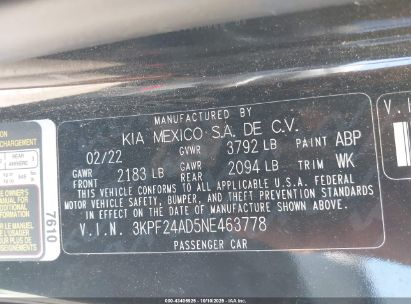 MANUFACTURED BY
KIA MEXICO S.A. DE C.V.
02/22 GVWR 3792 LB PAINT ABP
GAWR FRONT 2183 LB GAWR REAR 2094 LB TRIM WK
THIS VEHICLE CONFORMS TO ALL APPLICABLE U.S.A. FEDERAL
MOTOR VEHICLE SAFETY, BUMPER, AND THEFT PREVENTION STANDARDS
IN EFFECT ON THE DATE OF MANUFACTURE SHOWN ABOVE.
V.I.N. 3KPF24AD5NE463778
PASSENGER CAR
7610
REAR
V.I.